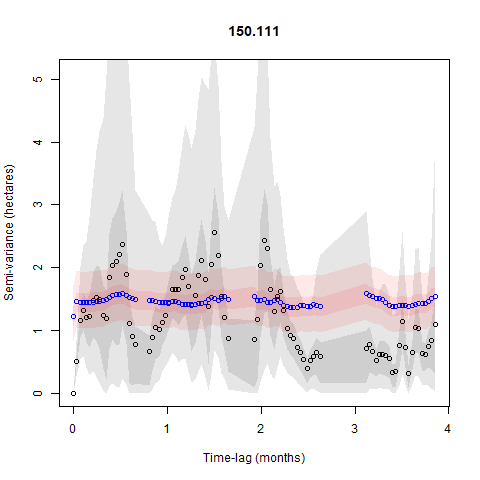 150.111
5
4
3
2
1
0
Semi-variance (hectares)
0 1 2 3 4
Time-lag (months)